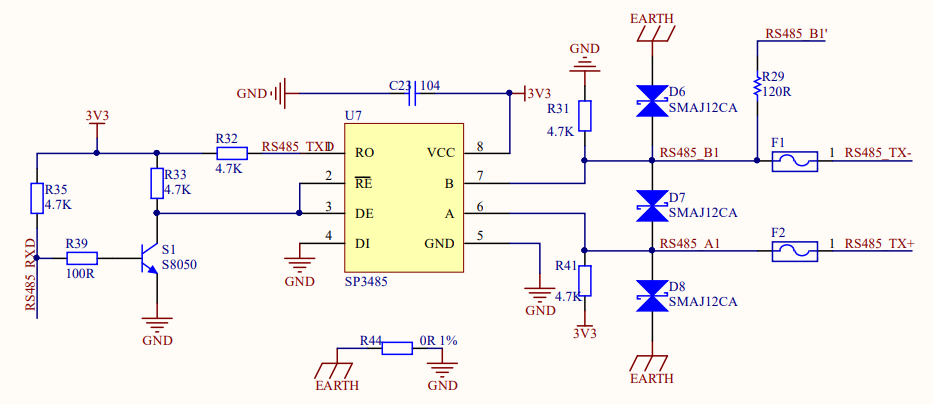 EARTH
RS485_B1'
GND
R29
120R
D6
SMAJ12CA
GND
C23 104
3V3
R31
4.7K
3V3
U7
R32
4.7K
RS485_TXD
1
RO
VCC
8
RS485_B1
F1
1
RS485_TX-
R33
4.7K
2
RE
B
7
R35
4.7K
3
DE
A
6
D7
SMAJ12CA
F2
1
RS485_TX+
RS485_RXD
R39
100R
S1
S8050
4
DI
GND
5
RS485_A1
GND
SP3485
R41
4.7K
GND
D8
SMAJ12CA
3V3
GND
R44
0R 1%
EARTH
GND
EARTH